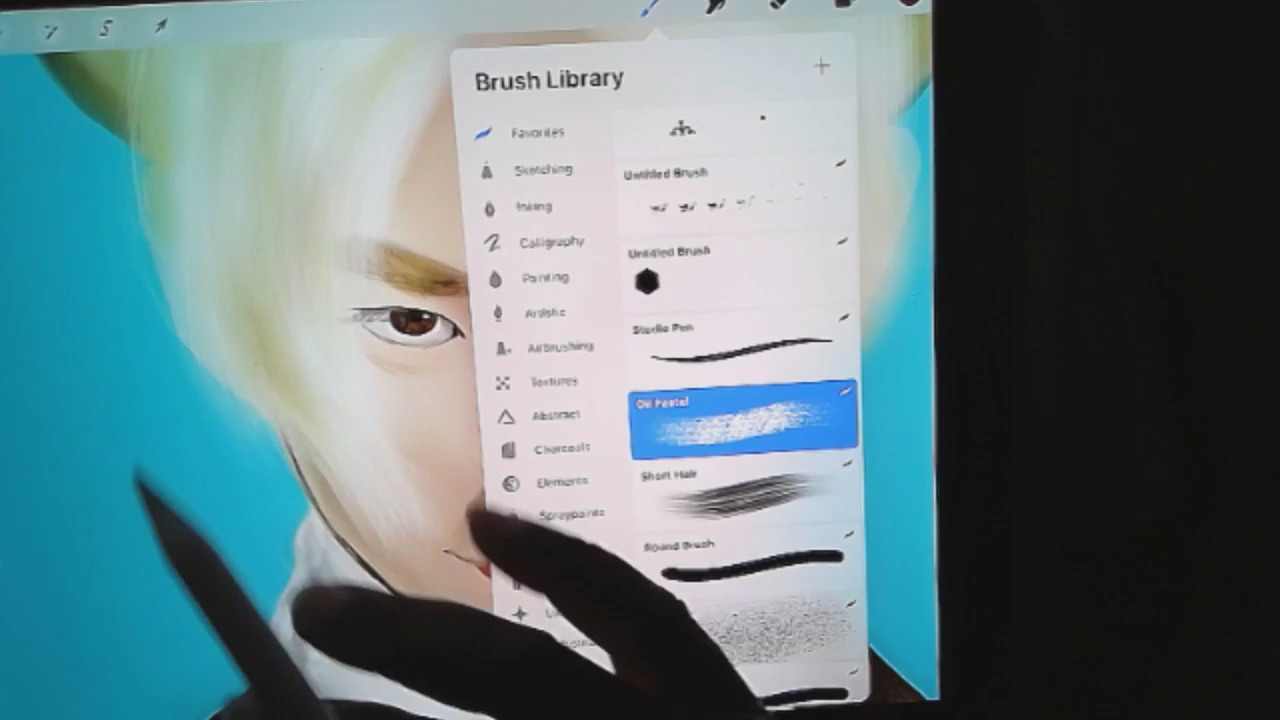 Brush Library
Favorites
Sketching
Inking
Calligraphy
Painting
Artistic
Airbrushing
Textures
Abstract
Charcoals
Elements
Spraypaints
Untitled Brush
Untitled Brush
Studio Pen
Oil Pastel
Short Hair
Round Brush